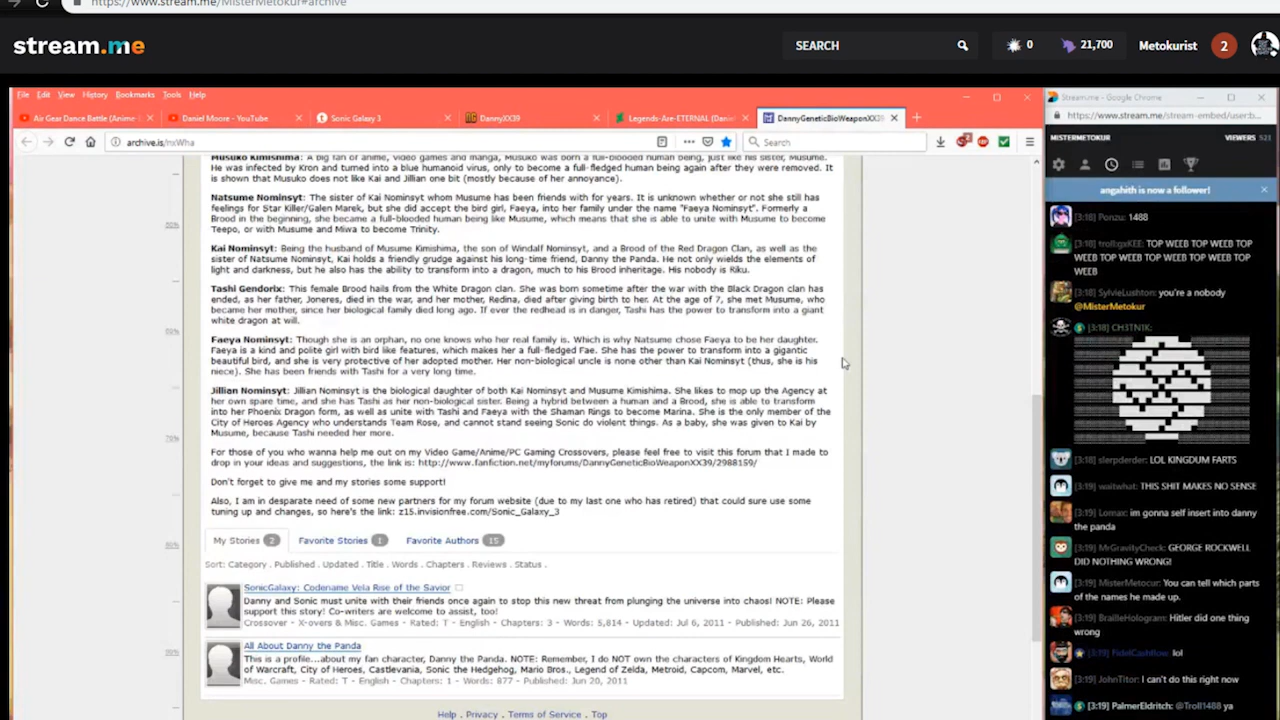 https://www.stream.me/MisterMetokur#archive
stream.me
SEARCH
0
21,700
Metokurist
2
File Edit View History Bookmarks Tools Help
Air Gear Dance Battle (Anime -
Daniel Moore - YouTube
Sonic Galaxy 3
DannyXX39
Legends-Are-ETERNAL (Daniel
DannyGeneticBioWeaponXX39
archive.is/nxWha
Search
Musuko Kimishima: A big fan of anime, video games and manga, Musuko was born a full-blooded human being, just like his sister, Musume.
He was infected by Kron and turned into a blue humanoid virus, only to become a full-fledged human being again after they were removed. It
is shown that Musuko does not like Kai and Jillian one bit (mostly because of her annoyance).
Natsume Nominsyt: The sister of Kai Nominsyt whom Musume has been friends with for years. It is unknown whether or not she still has
feelings for Star Killer/Galen Marek, but she did accept the bird girl, Faeya, into her family under the name "Faeya Nominsyt". Formerly a
Brood in the beginning, she became a full-blooded human being like Musume, which means that she is able to unite with Musume to become
Teepo, or with Musume and Miwa to become Trinity.
Kai Nominsyt: Being the husband of Musume Kimishima, the son of Windalf Nominsyt, and a Brood of the Red Dragon Clan, as well as the
sister of Natsume Nominsyt, Kai holds a friendly grudge against his long-time friend, Danny the Panda. He not only wields the elements of
light and darkness, but he also has the ability to transform into a dragon, much to his Brood inheritance. His nobody is Riku.
Tashi Gendorix: This female Brood hails from the White Dragon clan. She was born sometime after the war with the Black Dragon clan has
ended, as her father, Joneres, died in the war, and her mother, Redina, died after giving birth to her. At the age of 7, she met Musume, who
became her mother, since her biological family died long ago. If ever the redhead is in danger, Tashi has the power to transform into a giant
white dragon at will.
Faeya Nominsyt: Though she is an orphan, no one knows who her real family is. Which is why Natsume chose Faeya to be her daughter.
Faeya is a kind and polite girl with bird like features, which makes her a full-fledged Fae. She has the power to transform into a gigantic
beautiful bird, and she is very protective of her adopted mother. Her non-biological uncle is none other than Kai Nominsyt (thus, she is his
niece). She has been friends with Tashi for a very long time.
Jillian Nominsyt: Jillian Nominsyt is the biological daughter of both Kai Nominsyt and Musume Kimishima. She likes to mop up the Agency at
her own spare time, and she has Tashi as her non-biological sister. Being a hybrid between a human and a Brood, she is able to transform
into her Phoenix Dragon form, as well as unite with Tashi and Faeya with the Shaman Rings to become Marina. She is the only member of the
City of Heroes Agency who understands Team Rose, and cannot stand seeing Sonic do violent things. As a baby, she was given to Kai by
Musume, because Tashi needed her more.
For those of you who wanna help me out on my Video Game/Anime/PC Gaming Crossovers, please feel free to visit this forum that I made to
drop in your ideas and suggestions, the link is: http://www.fanfiction.net/myforums/DannyGeneticBioWeaponXX39/2988159/
Don't forget to give me and my stories some support!
Also, I am in desperate need of some new partners for my forum website (due to my last one who has retired) that could sure use some
tuning up and changes, so here's the link: z15.invisionfree.com/Sonic_Galaxy_3
My Stories 2 Favorite Stories 1 Favorite Authors 15
Sort: Category . Published . Updated . Title . Words . Chapters . Reviews . Status .
SonicGalaxy: Codename Vela Rise of the Savior
Danny and Sonic must unite with their friends once again to stop this new threat from plunging the universe into chaos! NOTE: Please
support this story! Co-writers are welcome to assist, too!
Crossover - X-overs & Misc. Games - Rated: T - English - Chapters: 3 - Words: 5,814 - Updated: Jul 6, 2011 - Published: Jun 26, 2011
All About Danny the Panda
This is a profile...about my fan character, Danny the Panda. NOTE: Remember, I do NOT own the characters of Kingdom Hearts, World
of Warcraft, City of Heroes, Castlevania, Sonic the Hedgehog, Mario Bros., Legend of Zelda, Metroid, Capcom, Marvel, etc.
Misc. Games - Rated: T - English - Chapters: 1 - Words: 877 - Published: Jun 20, 2011
Help . Privacy . Terms of Service . Top
Stream.me - Google Chrome
https://www.stream.me/stream-embed/user:b
MISTERMETOKUR
VIEWERS 521
angahith is now a follower!
[3:18] Ponzu: 1488
[3:18] trollgxKEE: TOP WEEB TOP WEEB TOP
WEEB TOP WEEB TOP WEEB TOP
WEEB
[3:18] SylvieLushton: you're a nobody
@MisterMetokur
[3:18] CH3TN1K:
[3:18] slerpderder: LOL KINGDUM FARTS
[3:19] waitwhat: THIS SHIT MAKES NO SENSE
[3:19] Lomax: im gonna self insert into danny
the panda
[3:19] MrGravityCheck: GEORGE ROCKWELL
DID NOTHING WRONG!
[3:19] MisterMetocur: You can tell which parts
of the names he made up.
[3:19] BrailleHologram: Hitler did one thing
wrong
[3:19] FidelCashflow: lol
[3:19] JohnTitor: I can't do this right now
[3:19] PalmerEldritch: @Troll1488 ya